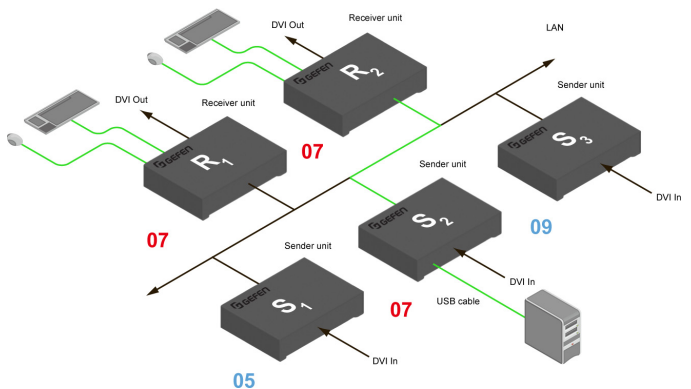 DVI Out
Receiver unit
LAN
GEFEN
R2
Sender unit
DVI Out
Receiver unit
GEFEN
S3
GEFEN
R1
07
Sender unit
DVI In
GEFEN
S2
09
07
Sender unit
GEFEN
S1
DVI In
07
USB cable
DVI In
05